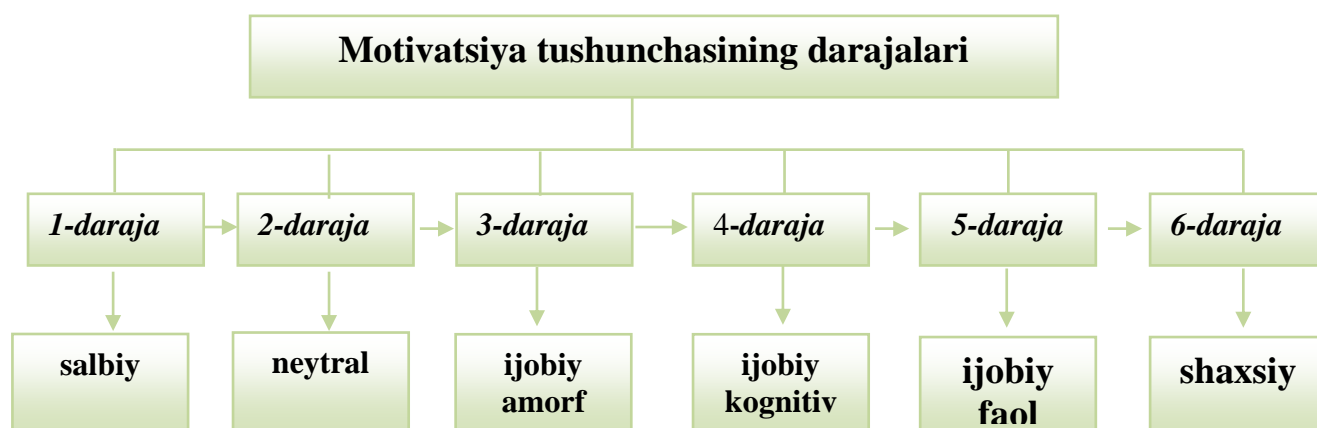 Motivatsiya tushunchasining darajalari
1-daraja
2-daraja
3-daraja
4-daraja
5-daraja
6-daraja
salbiy
neytral
ijobiy
amorf
ijobiy
kognitiv
ijobiy
faol
shaxsiy